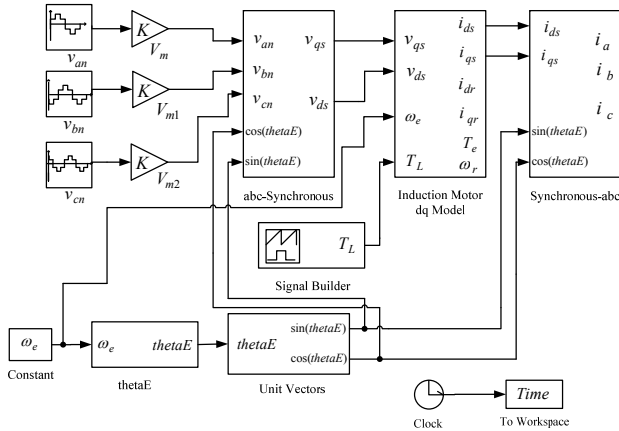 v_an
K
V_m
v_bn
K
V_m1
v_cn
K
V_m2
v_an
v_bn
v_cn
cos(thetaE)
sin(thetaE)
v_qs
v_ds
abc-Synchronous
v_qs
v_ds
ω_e
T_L
i_ds
i_qs
i_dr
i_qr
T_e
ω_r
Induction Motor
dq Model
i_ds
i_qs
sin(thetaE)
cos(thetaE)
i_a
i_b
i_c
Synchronous-abc
T_L
Signal Builder
ω_e
Constant
ω_e
thetaE
thetaE
thetaE
sin(thetaE)
cos(thetaE)
Unit Vectors
Clock
Time
To Workspace